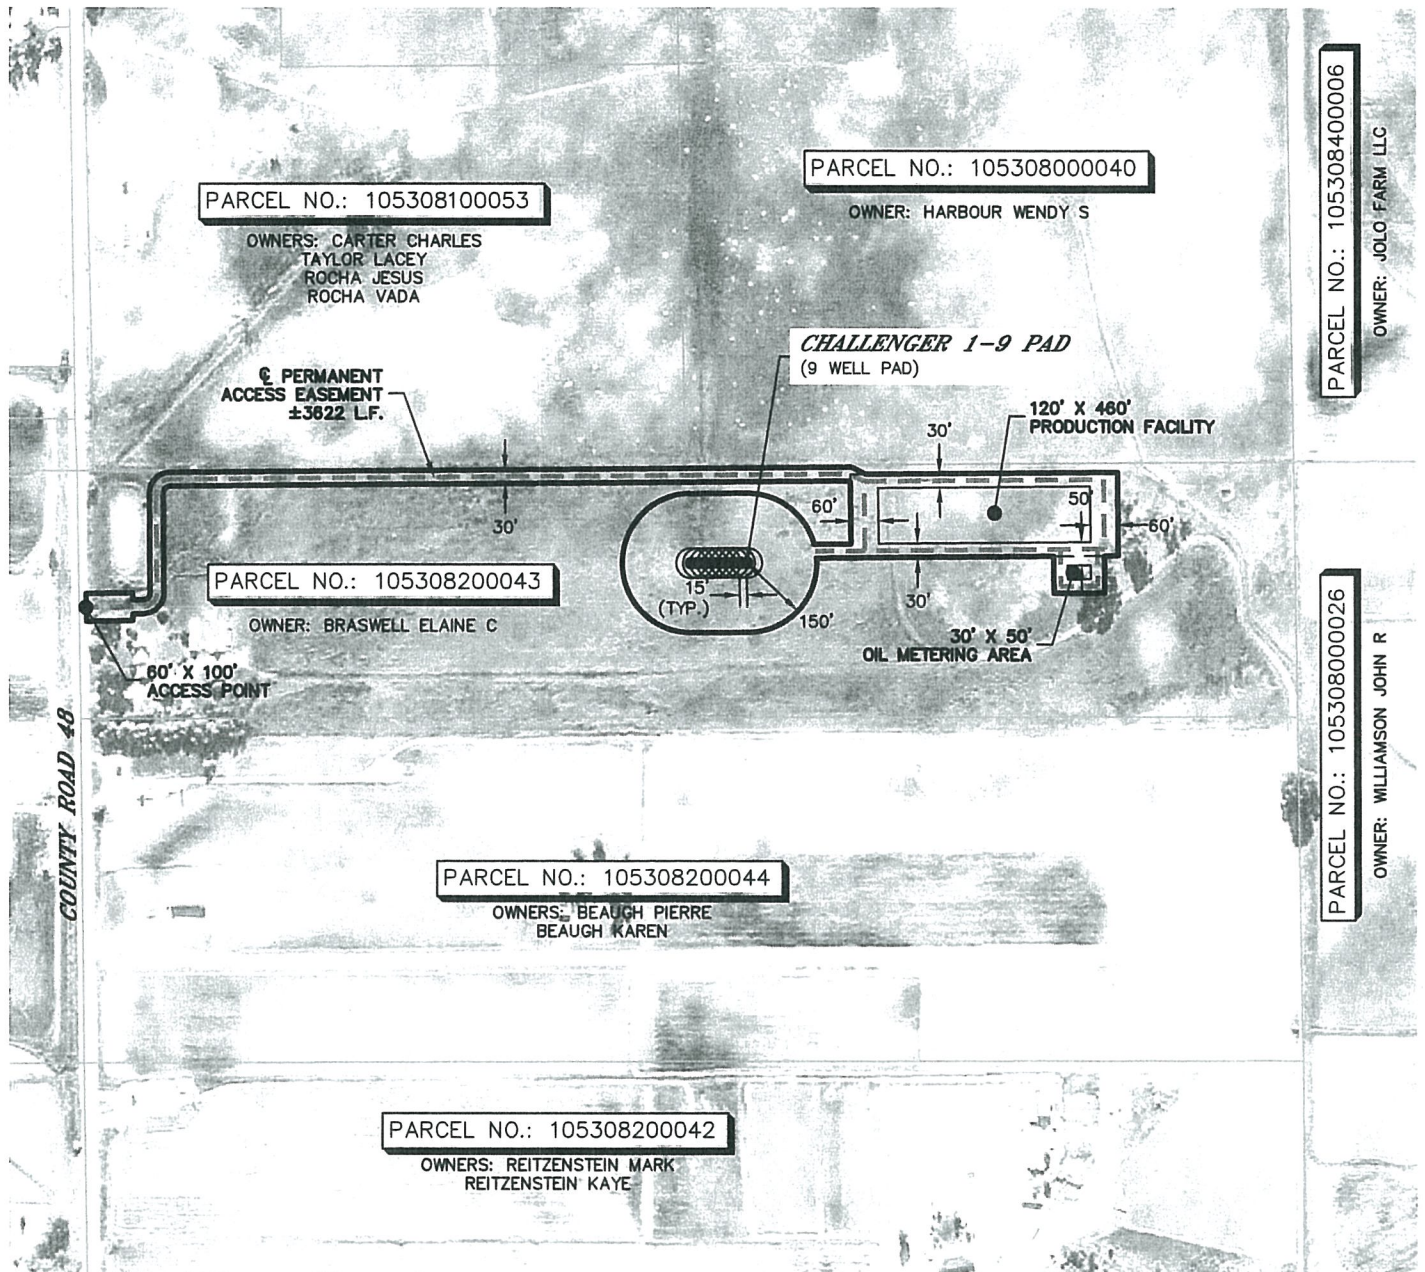 PARCEL NO.: 105308100053
OWNERS: CARTER CHARLES
TAYLOR LACEY
ROCHA JESUS
ROCHA VADA
PARCEL NO.: 105308000040
OWNER: HARBOUR WENDY S
PARCEL NO.: 105308400006
OWNER: JOLO FARM LLC
CHALLENGER 1-9 PAD
(9 WELL PAD)
℄ PERMANENT
ACCESS EASEMENT
±3622 L.F.
120' X 460'
PRODUCTION FACILITY
30'
30'
60'
50'
60'
PARCEL NO.: 105308200043
OWNER: BRASWELL ELAINE C
15'
(TYP.)
150'
30'
30' X 50'
OIL METERING AREA
60' X 100'
ACCESS POINT
COUNTY ROAD 48
PARCEL NO.: 105308000026
OWNER: WLLIAMSON JOHN R
PARCEL NO.: 105308200044
OWNERS: BEAUGH PIERRE
BEAUGH KAREN
PARCEL NO.: 105308200042
OWNERS: REITZENSTEIN MARK
REITZENSTEIN KAYE